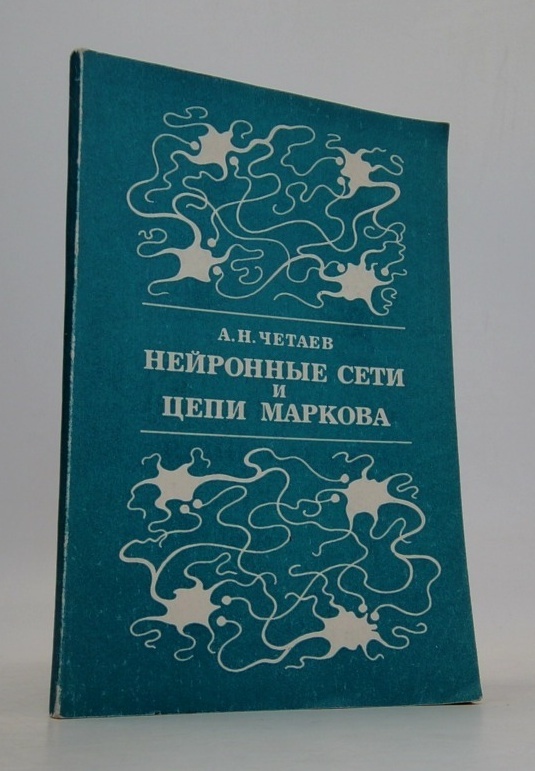 А.Н. ЧЕТАЕВ
НЕЙРОННЫЕ СЕТИ
И
ЦЕПИ МАРКОВА